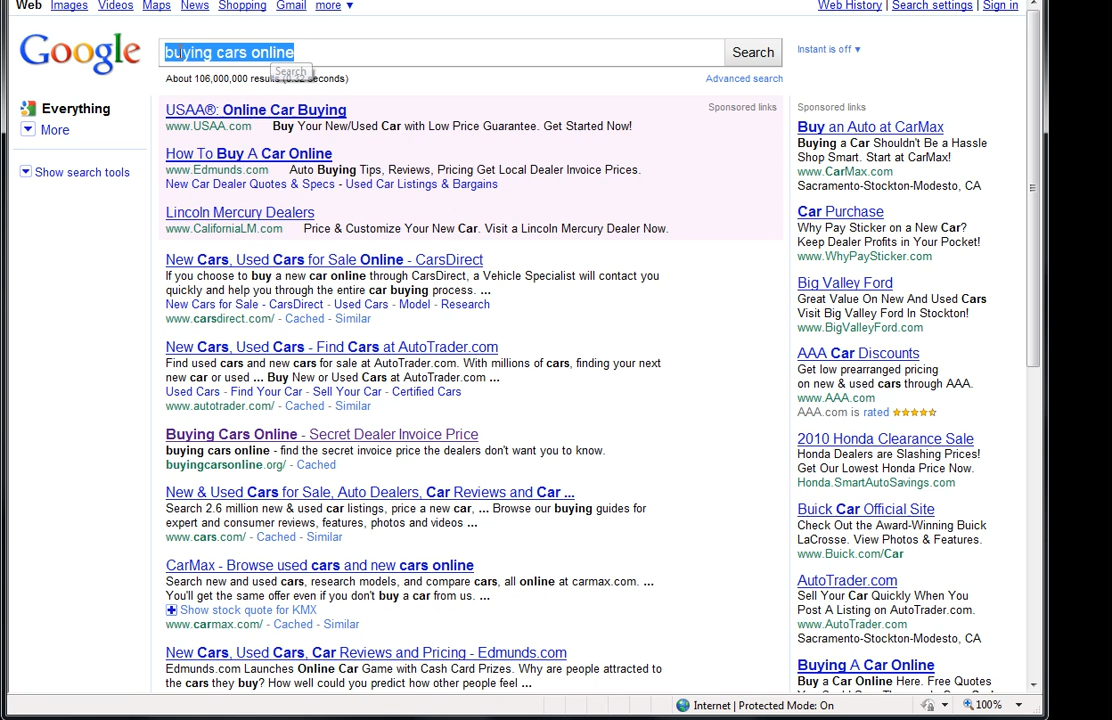 Web Images Videos Maps News Shopping Gmail more ▼
Web History | Search settings | Sign in
Google
buying cars online
Search
Instant is off ▼
Search
About 106,000,000 results (0.32 seconds)
Advanced search
Everything
More
Show search tools
Sponsored links
USAA®: Online Car Buying
www.USAA.com Buy Your New/Used Car with Low Price Guarantee. Get Started Now!
How To Buy A Car Online
www.Edmunds.com Auto Buying Tips, Reviews, Pricing Get Local Dealer Invoice Prices.
New Car Dealer Quotes & Specs - Used Car Listings & Bargains
Lincoln Mercury Dealers
www.CaliforniaLM.com Price & Customize Your New Car. Visit a Lincoln Mercury Dealer Now.
New Cars, Used Cars for Sale Online - CarsDirect
If you choose to buy a new car online through CarsDirect, a Vehicle Specialist will contact you
quickly and help you through the entire car buying process. ...
New Cars for Sale - CarsDirect - Used Cars - Model - Research
www.carsdirect.com/ - Cached - Similar
New Cars, Used Cars - Find Cars at AutoTrader.com
Find used cars and new cars for sale at AutoTrader.com. With millions of cars, finding your next
new car or used ... Buy New or Used Cars at AutoTrader.com ...
Used Cars - Find Your Car - Sell Your Car - Certified Cars
www.autotrader.com/ - Cached - Similar
Buying Cars Online - Secret Dealer Invoice Price
buying cars online - find the secret invoice price the dealers don't want you to know.
buyingcarsonline.org/ - Cached
New & Used Cars for Sale, Auto Dealers, Car Reviews and Car ...
Search 2.6 million new & used car listings, price a new car, ... Browse our buying guides for
expert and consumer reviews, features, photos and videos ...
www.cars.com/ - Cached - Similar
CarMax - Browse used cars and new cars online
Search new and used cars, research models, and compare cars, all online at carmax.com. ...
You'll get the same offer even if you don't buy a car from us. ...
Show stock quote for KMX
www.carmax.com/ - Cached - Similar
New Cars, Used Cars, Car Reviews and Pricing - Edmunds.com
Edmunds.com Launches Online Car Game with Cash Card Prizes. Why are people attracted to
the cars they buy? How well could you predict how other people feel ...
Sponsored links
Buy an Auto at CarMax
Buying a Car Shouldn't Be a Hassle
Shop Smart. Start at CarMax!
www.CarMax.com
Sacramento-Stockton-Modesto, CA
Car Purchase
Why Pay Sticker on a New Car?
Keep Dealer Profits in Your Pocket!
www.WhyPaySticker.com
Big Valley Ford
Great Value On New And Used Cars
Visit Big Valley Ford In Stockton!
www.BigValleyFord.com
AAA Car Discounts
Get low prearranged pricing
on new & used cars through AAA.
www.AAA.com
AAA.com is rated ★★★★★
2010 Honda Clearance Sale
Honda Dealers are Slashing Prices!
Get Our Lowest Honda Price Now.
Honda.SmartAutoSavings.com
Buick Car Official Site
Check Out the Award-Winning Buick
LaCrosse. View Photos & Features.
www.Buick.com/Car
AutoTrader.com
Sell Your Car Quickly When You
Post A Listing on AutoTrader.com.
www.AutoTrader.com
Sacramento-Stockton-Modesto, CA
Buying A Car Online
Buy a Car Online Here. Free Quotes
Internet | Protected Mode: On
100%